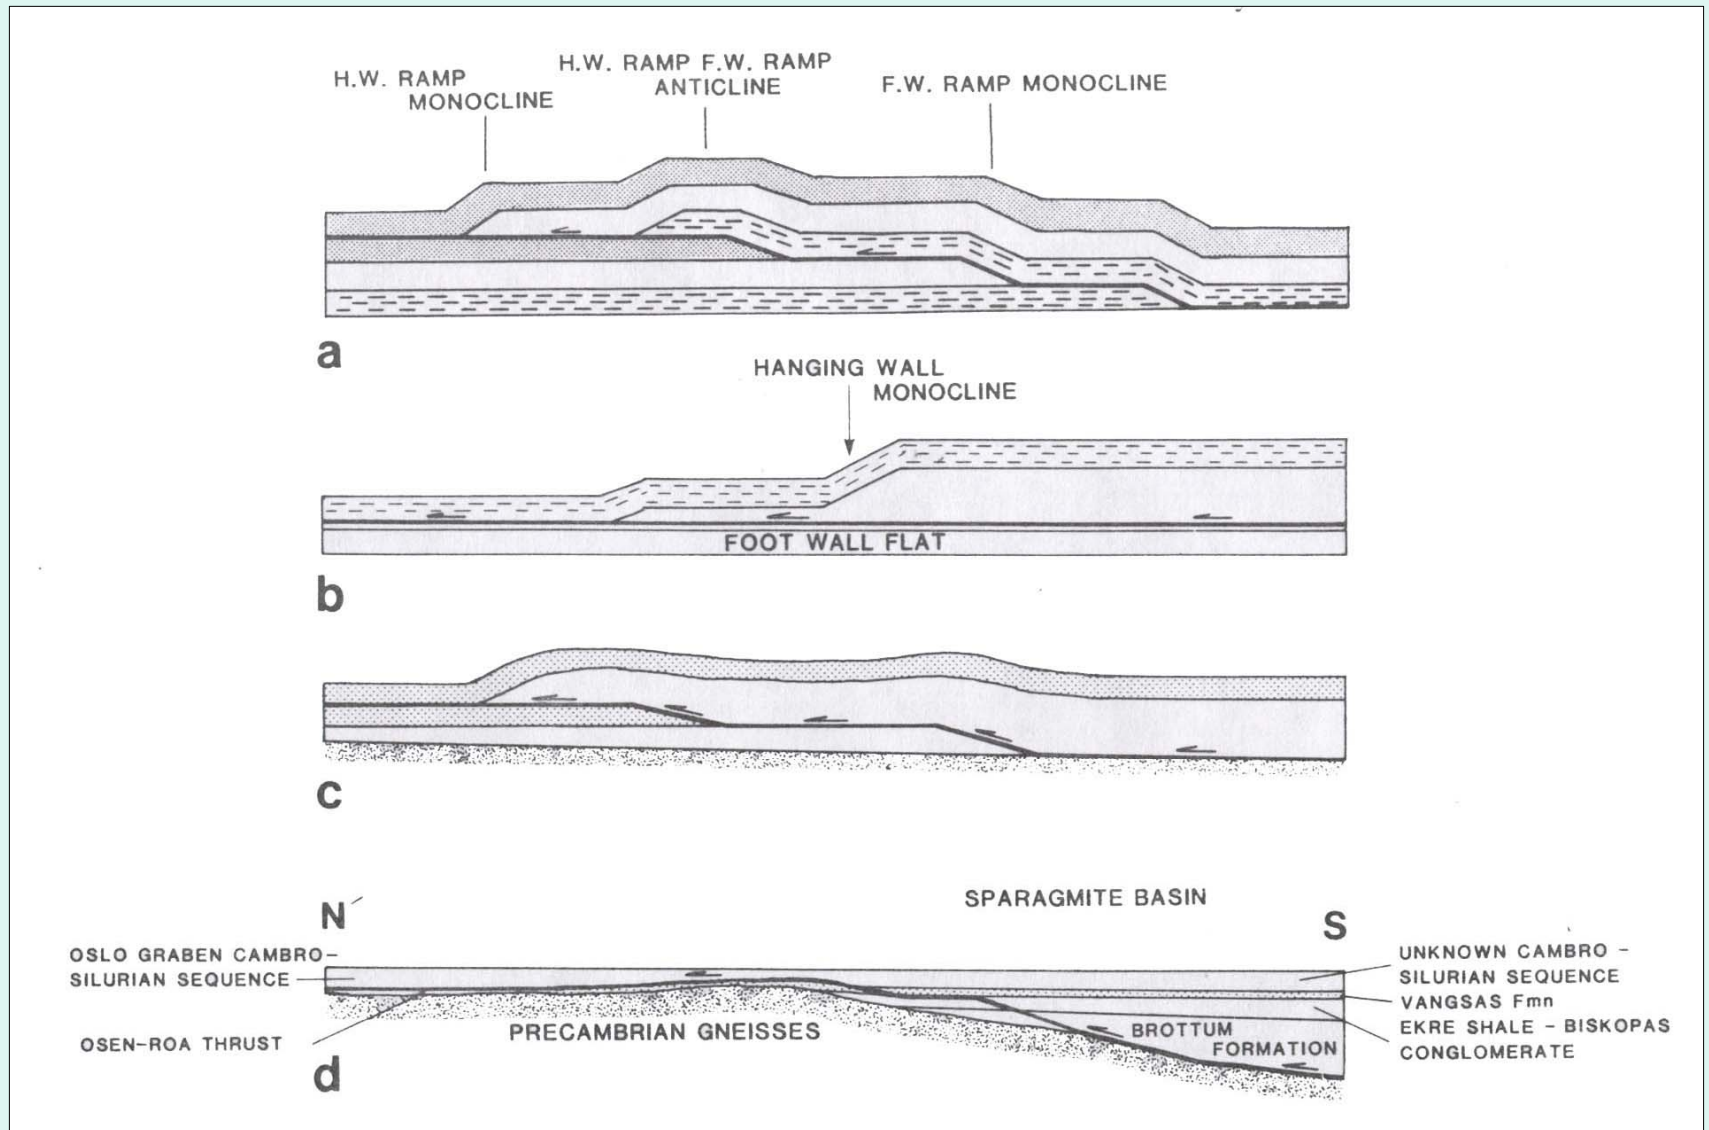 H.W. RAMP
MONOCLINE
H.W. RAMP F.W. RAMP
ANTICLINE
F.W. RAMP MONOCLINE
a
HANGING WALL
MONOCLINE
FOOT WALL FLAT
b
c
N
SPARAGMITE BASIN
S
OSLO GRABEN CAMBRO-
SILURIAN SEQUENCE
OSEN-ROA THRUST
PRECAMBRIAN GNEISSES
BROTTUM
FORMATION
UNKNOWN CAMBRO -
SILURIAN SEQUENCE
VANGSAS Fmn
EKRE SHALE - BISKOPAS
CONGLOMERATE
d